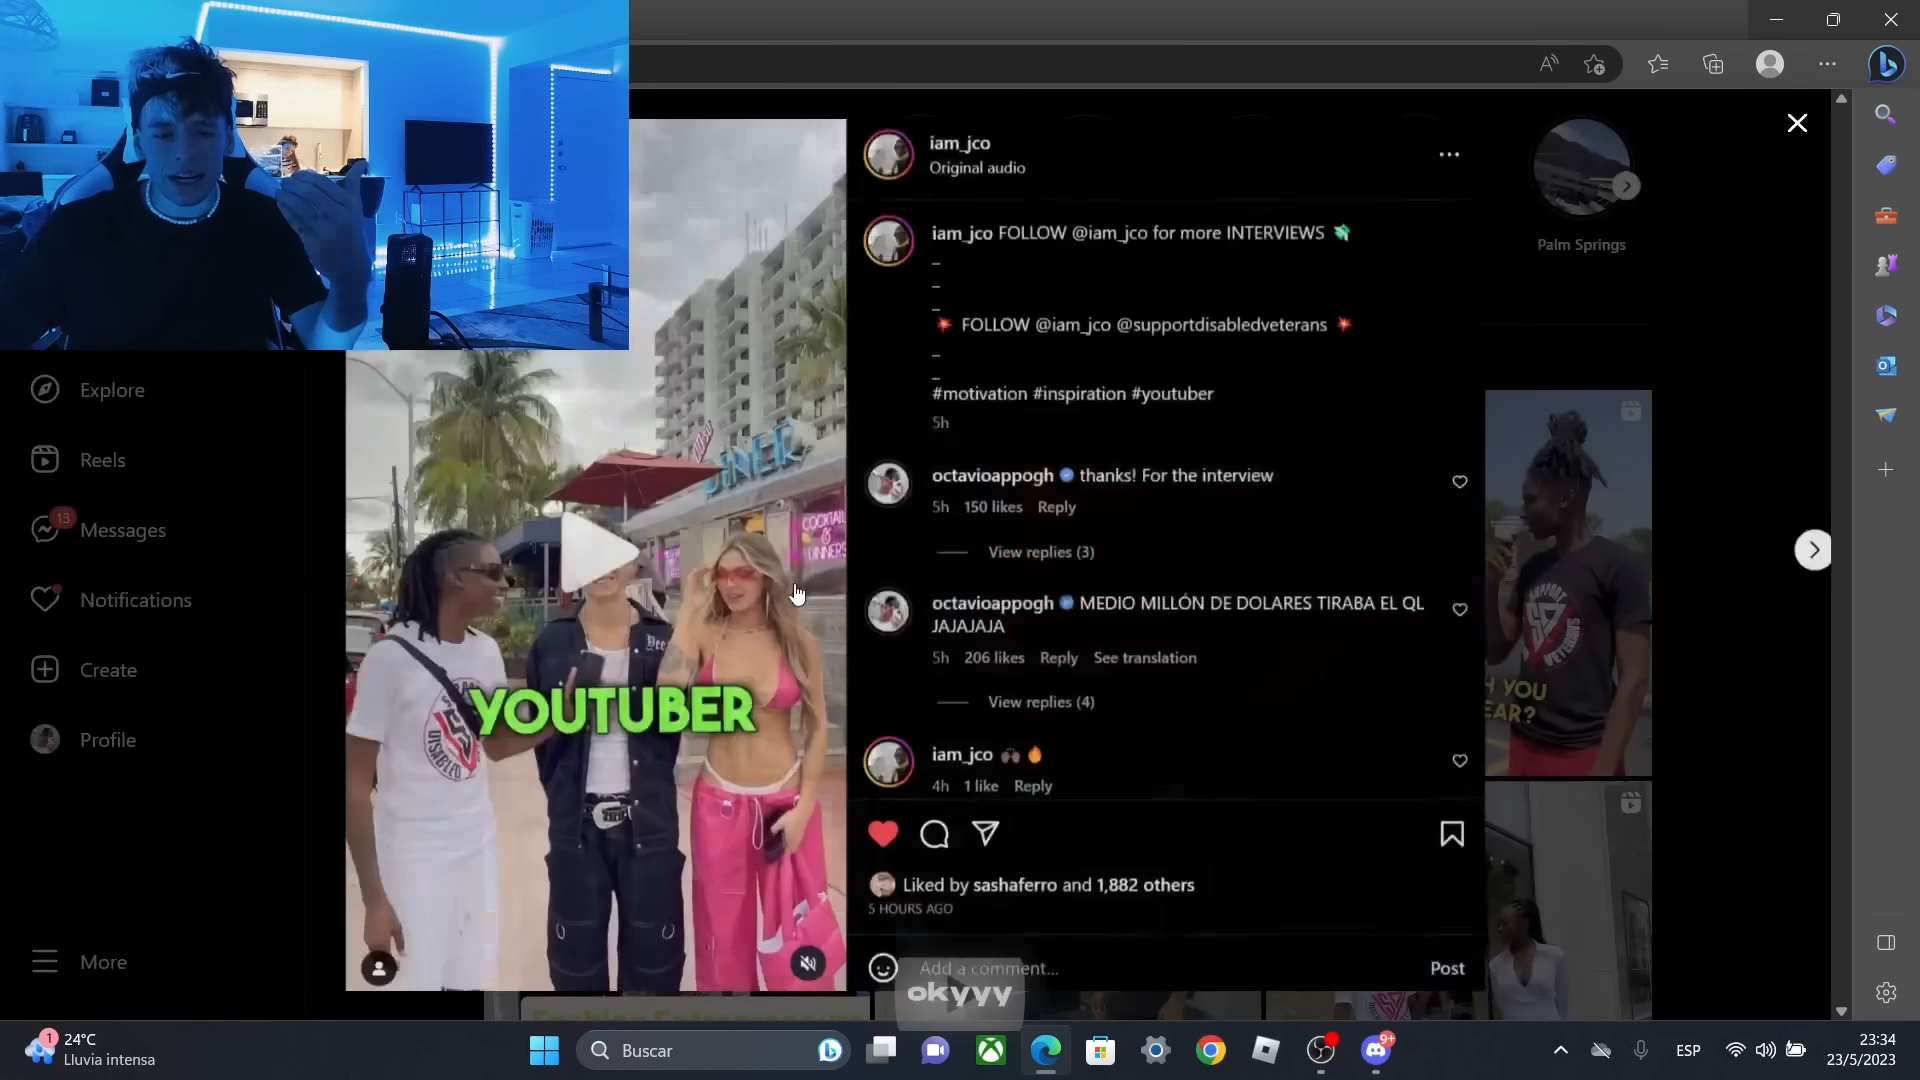 iam_jco
Original audio
iam_jco FOLLOW @iam_jco for more INTERVIEWS 💸
_
_
_
💥 FOLLOW @iam_jco @supportdisabledveterans 💥
_
_
#motivation #inspiration #youtuber
5h
octavioappogh thanks! For the interview
5h 150 likes Reply
View replies (3)
octavioappogh MEDIO MILLÓN DE DOLARES TIRABA EL QL
JAJAJAJA
5h 206 likes Reply See translation
View replies (4)
iam_jco 🙌🏿 🔥
4h 1 like Reply
Liked by sashaferro and 1,882 others
5 HOURS AGO
Add a comment...
Post
okyyy
Explore
Reels
13
Messages
Notifications
Create
Profile
More
DINER
COCKTAIL
&
DINNERS
YOUTUBER
DISABLED
Palm Springs
SUPPORT
VETERANS
H YOU
EAR?
1
24°C
Lluvia intensa
Buscar
9+
ESP
23:34
23/5/2023